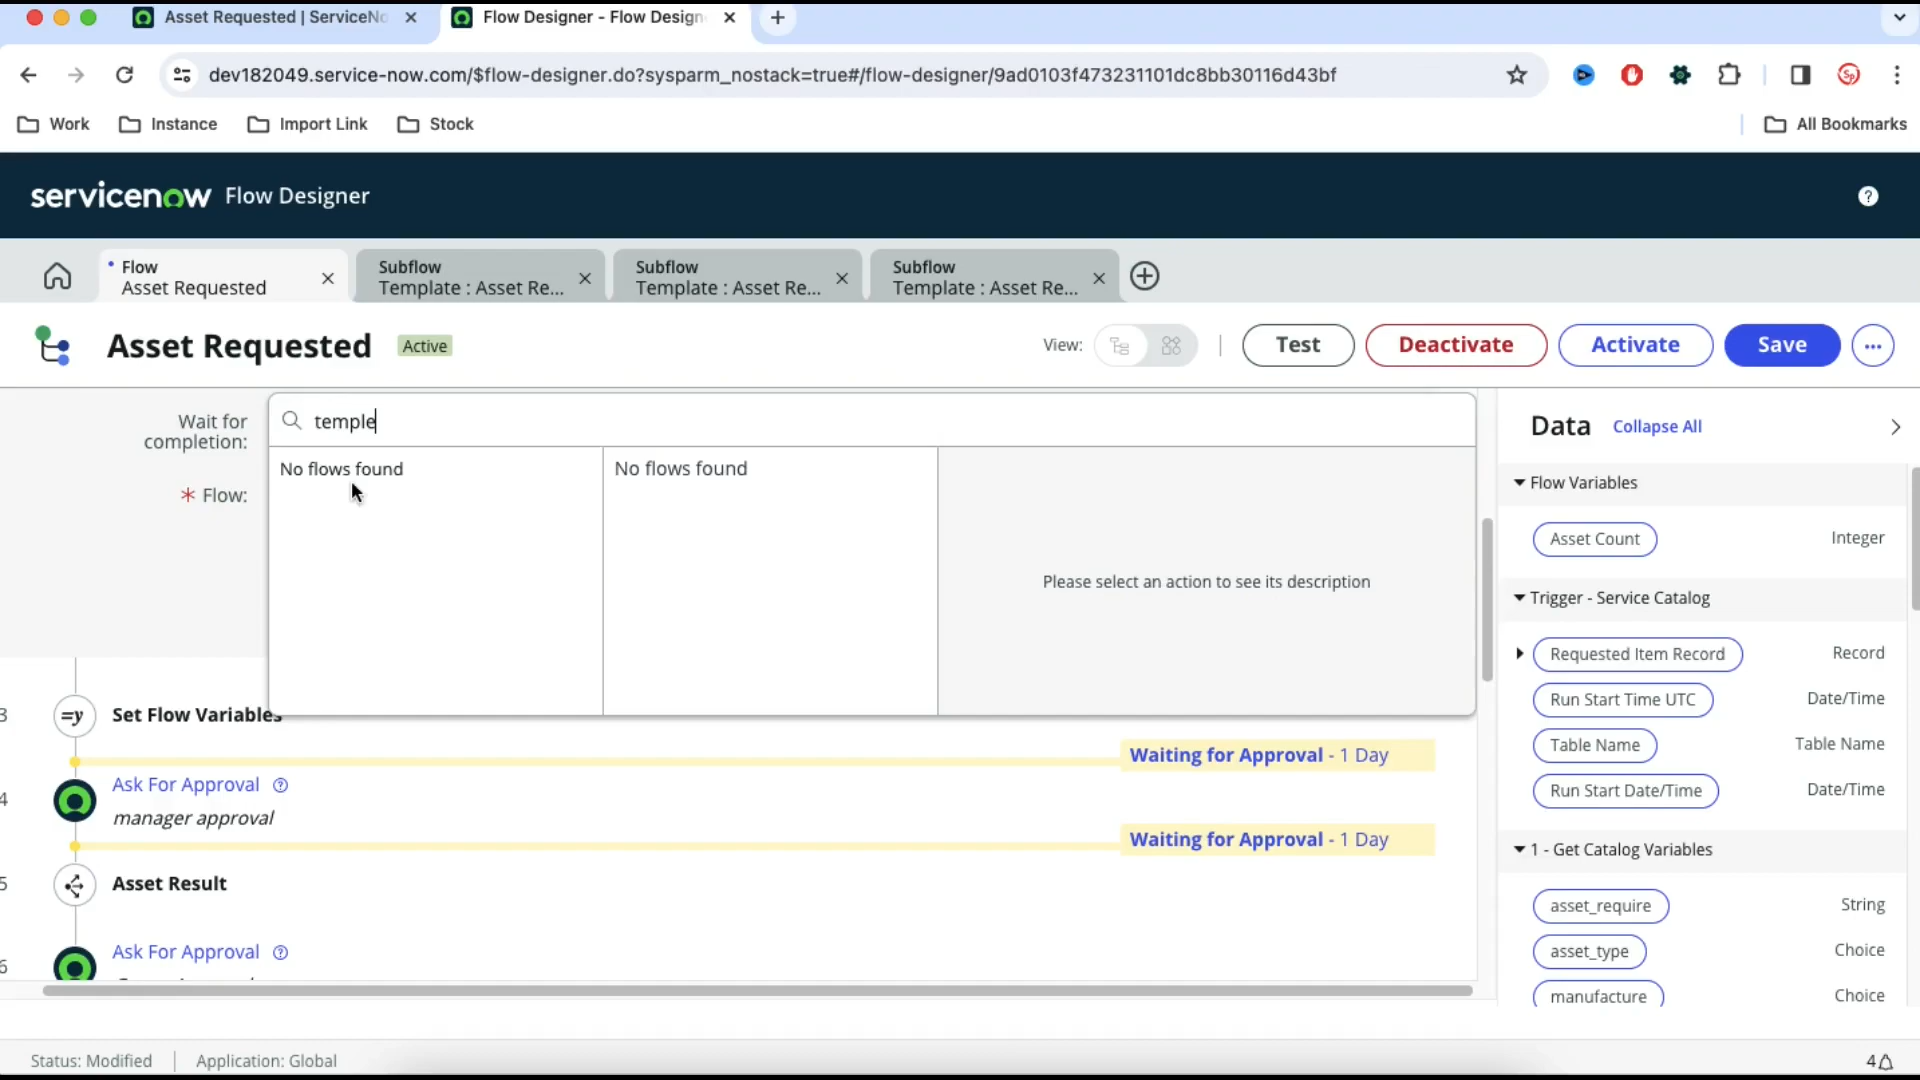 Asset Requested | ServiceNo
Flow Designer - Flow Design
dev182049.service-now.com/$flow-designer.do?sysparm_nostack=true#/flow-designer/9ad0103f473231101dc8bb30116d43bf
Sp
Work
Instance
Import Link
Stock
All Bookmarks
servicenow Flow Designer
Flow
Asset Requested
Subflow
Template : Asset Re...
Subflow
Template : Asset Re...
Subflow
Template : Asset Re...
Asset Requested
Active
View:
Test
Deactivate
Activate
Save
Wait for
completion:
temple
No flows found
No flows found
* Flow:
Please select an action to see its description
3
=y
Set Flow Variables
Waiting for Approval - 1 Day
4
Ask For Approval
manager approval
Waiting for Approval - 1 Day
5
Asset Result
6
Ask For Approval
Data
Collapse All
Flow Variables
Asset Count
Integer
Trigger - Service Catalog
Requested Item Record
Record
Run Start Time UTC
Date/Time
Table Name
Table Name
Run Start Date/Time
Date/Time
1 - Get Catalog Variables
asset_require
String
asset_type
Choice
manufacture
Choice
Status: Modified
Application: Global
4